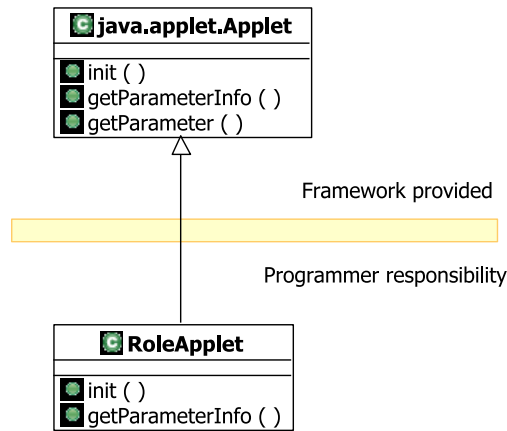 C java.applet.Applet
init ( )
getParameterInfo ( )
getParameter ( )
Framework provided
Programmer responsibility
C RoleApplet
init ( )
getParameterInfo ( )